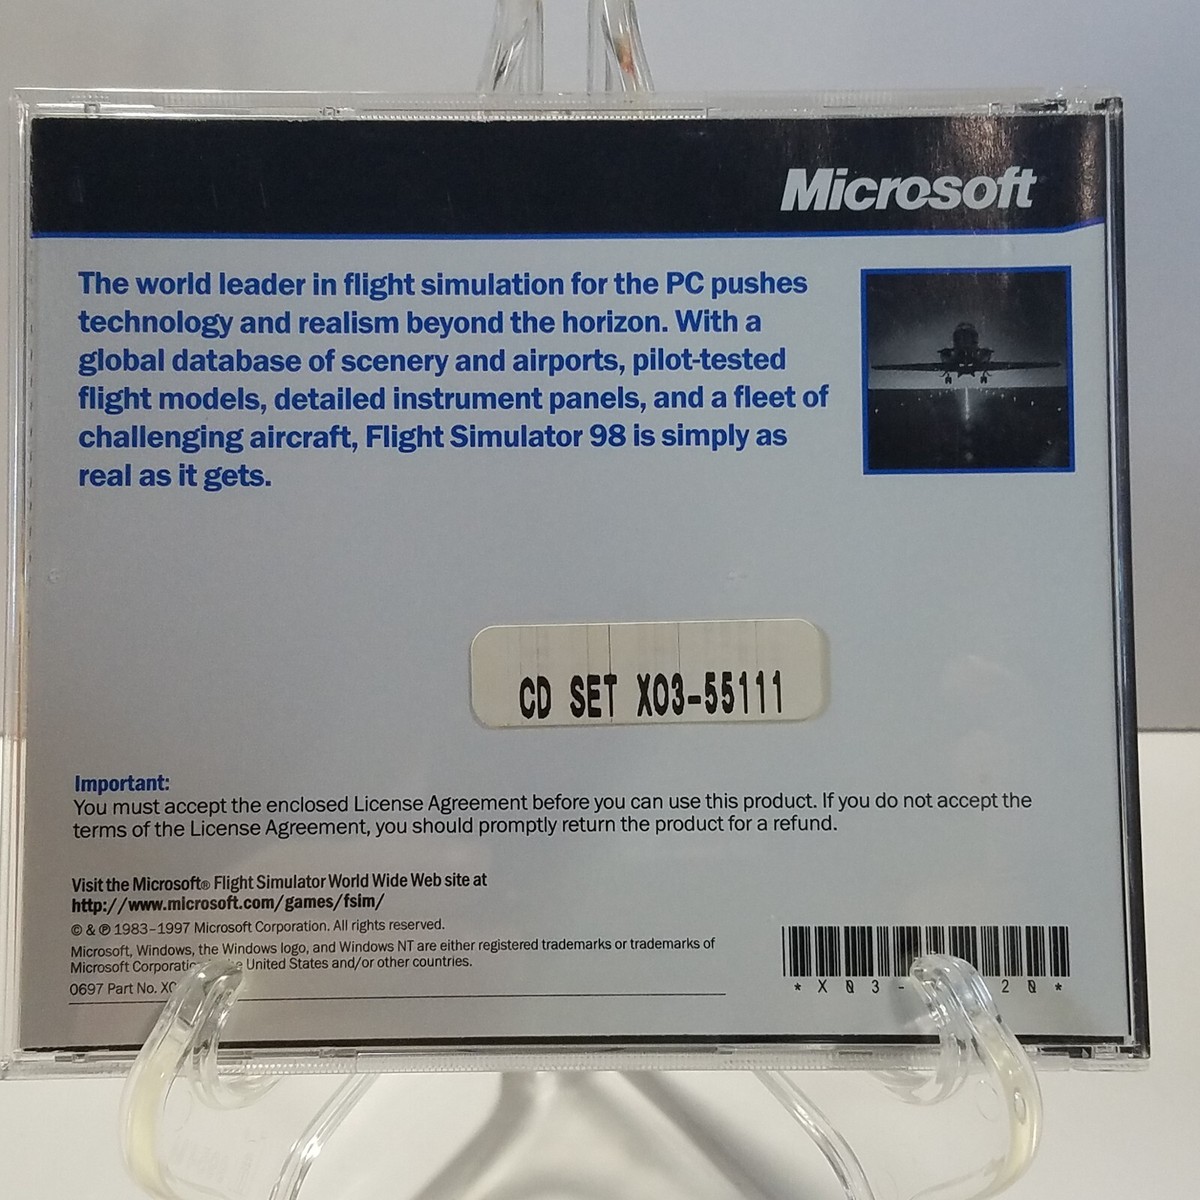 Microsoft
The world leader in flight simulation for the PC pushes
technology and realism beyond the horizon. With a
global database of scenery and airports, pilot-tested
flight models, detailed instrument panels, and a fleet of
challenging aircraft, Flight Simulator 98 is simply as
real as it gets.
CD SET X03-55111
Important:
You must accept the enclosed License Agreement before you can use this product. If you do not accept the
terms of the License Agreement, you should promptly return the product for a refund.
Visit the Microsoft® Flight Simulator World Wide Web site at
http://www.microsoft.com/games/fsim/
© & ℗ 1983–1997 Microsoft Corporation. All rights reserved.
Microsoft, Windows, the Windows logo, and Windows NT are either registered trademarks or trademarks of
Microsoft Corporation the United States and/or other countries.
0697 Part No.
*X03- 20*